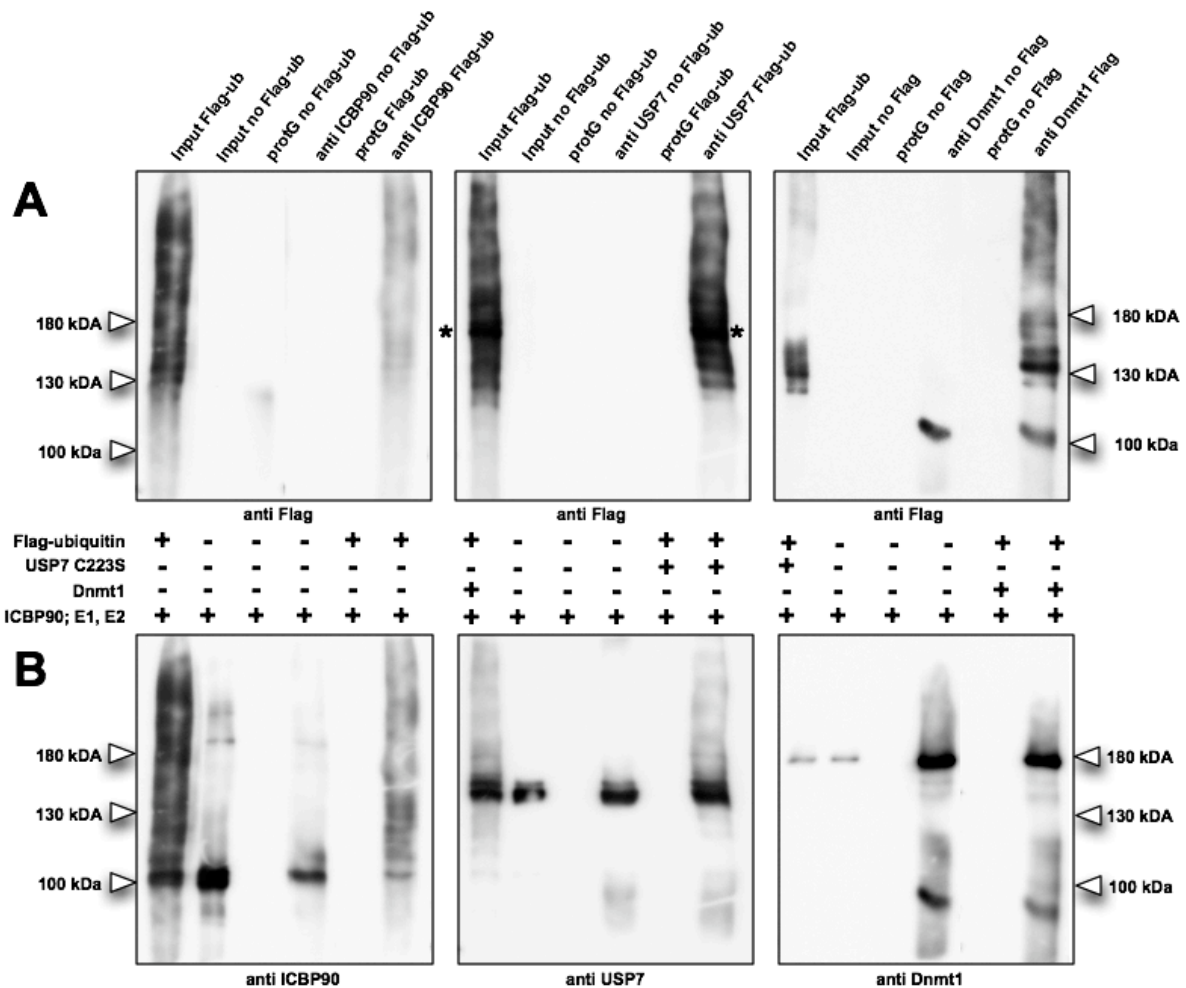 Input Flag-ub
Input no Flag-ub
protG no Flag-ub
anti ICBP90 no Flag-ub
protG Flag-ub
anti ICBP90 Flag-ub
Input Flag-ub
Input no Flag-ub
protG no Flag-ub
anti USP7 no Flag-ub
protG Flag-ub
anti USP7 Flag-ub
Input Flag-ub
Input no Flag
protG no Flag
anti Dnmt1 no Flag
protG no Flag
anti Dnmt1 Flag
A
180 kDA * * 180 kDA
130 kDA 130 kDA
100 kDa 100 kDa
anti Flag anti Flag anti Flag
Flag-ubiquitin + - - - + + + - - - + + + - - - + +
USP7 C223S - - - - - - - - - - + + + - - - - -
Dnmt1 - - - - - - + - - - - - - - - - + +
ICBP90; E1, E2 + + + + + + + + + + + + + + + + + +
B
180 kDA 180 kDA
130 kDA 130 kDA
100 kDa 100 kDa
anti ICBP90 anti USP7 anti Dnmt1